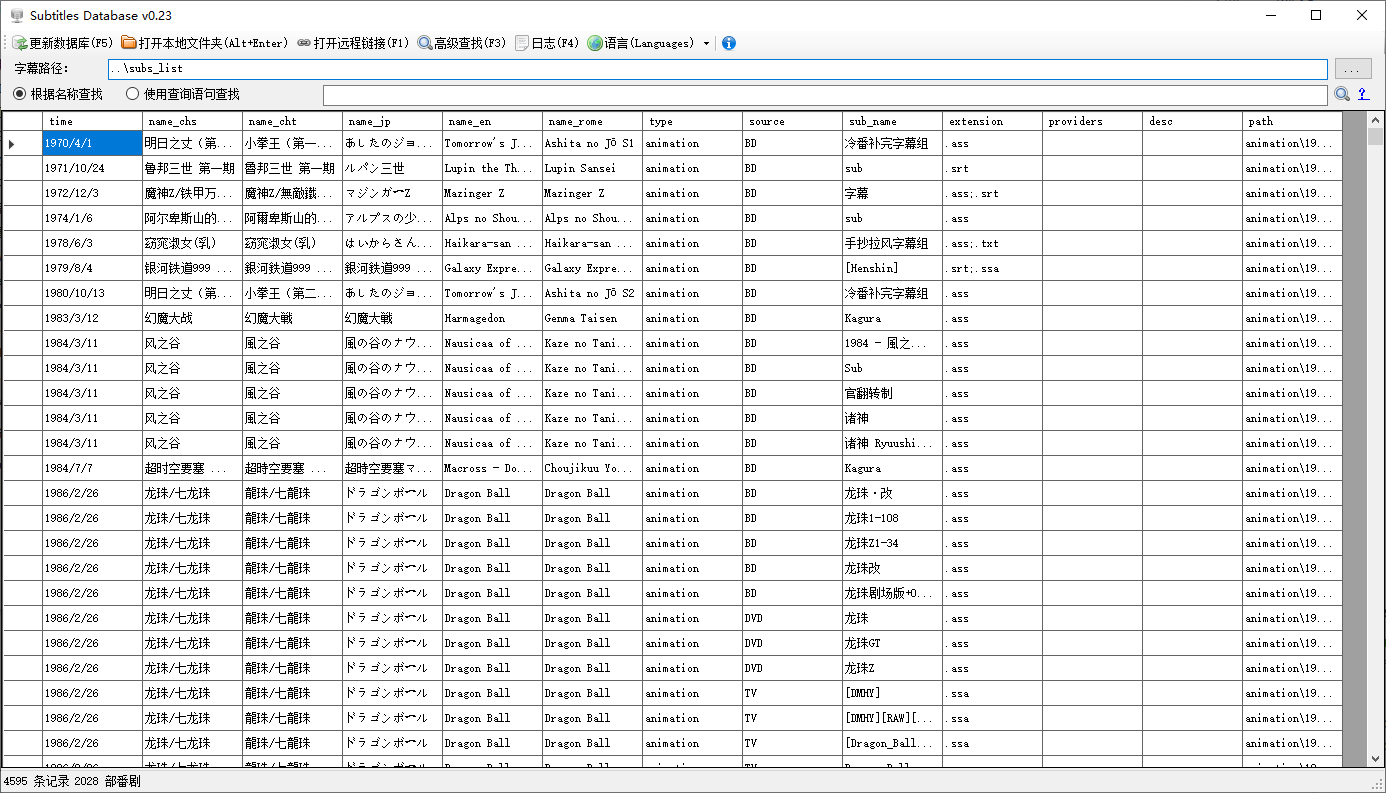 Subtitles Database v0.23
更新数据库(F5) 打开本地文件夹(Alt+Enter) 打开远程链接(F1) 高级查找(F3) 日志(F4) 语言(Languages)
字幕路径: ..\subs_list ...
根据名称查找 使用查询语句查找 ?
time name_chs name_cht name_jp name_en name_rome type source sub_name extension providers desc path
1970/4/1 明日之丈（第... 小拳王（第一... あしたのジョ... Tomorrow's J... Ashita no Jō S1 animation BD 冷番补完字幕组 .ass animation\19...
1971/10/24 鲁邦三世 第一期 魯邦三世 第一期 ルパン三世 Lupin the Th... Lupin Sansei animation BD sub .srt animation\19...
1972/12/3 魔神Z/铁甲万... 魔神Z/無敵鐵... マジンガーZ Mazinger Z Mazinger Z animation BD 字幕 .ass;.srt animation\19...
1974/1/6 阿尔卑斯山的... 阿爾卑斯山的... アルプスの少... Alps no Shou... Alps no Shou... animation BD sub .ass animation\19...
1978/6/3 窈窕淑女(乳) 窈窕淑女(乳) はいからさん... Haikara-san ... Haikara-san ... animation BD 手抄拉风字幕组 .ass;.txt animation\19...
1979/8/4 银河铁道999 ... 銀河鉄道999 ... 銀河鉄道999 ... Galaxy Expre... Galaxy Expre... animation BD [Henshin] .srt;.ssa animation\19...
1980/10/13 明日之丈（第... 小拳王（第二... あしたのジョ... Tomorrow's J... Ashita no Jō S2 animation BD 冷番补完字幕组 .ass animation\19...
1983/3/12 幻魔大战 幻魔大戰 幻魔大戦 Harmagedon Genma Taisen animation BD Kagura .ass animation\19...
1984/3/11 风之谷 風之谷 風の谷のナウ... Nausicaa of ... Kaze no Tani... animation BD 1984 - 風之... .ass animation\19...
1984/3/11 风之谷 風之谷 風の谷のナウ... Nausicaa of ... Kaze no Tani... animation BD Sub .ass animation\19...
1984/3/11 风之谷 風之谷 風の谷のナウ... Nausicaa of ... Kaze no Tani... animation BD 官翻转制 .ass animation\19...
1984/3/11 风之谷 風之谷 風の谷のナウ... Nausicaa of ... Kaze no Tani... animation BD 诸神 .ass animation\19...
1984/3/11 风之谷 風之谷 風の谷のナウ... Nausicaa of ... Kaze no Tani... animation BD 诸神 Ryuushi... .ass animation\19...
1984/7/7 超时空要塞 ... 超時空要塞 ... 超時空要塞マ... Macross - Do... Choujikuu Yo... animation BD Kagura .ass animation\19...
1986/2/26 龙珠/七龙珠 龍珠/七龍珠 ドラゴンボール Dragon Ball Dragon Ball animation BD 龙珠·改 .ass animation\19...
1986/2/26 龙珠/七龙珠 龍珠/七龍珠 ドラゴンボール Dragon Ball Dragon Ball animation BD 龙珠1-108 .ass animation\19...
1986/2/26 龙珠/七龙珠 龍珠/七龍珠 ドラゴンボール Dragon Ball Dragon Ball animation BD 龙珠Z1-34 .ass animation\19...
1986/2/26 龙珠/七龙珠 龍珠/七龍珠 ドラゴンボール Dragon Ball Dragon Ball animation BD 龙珠改 .ass animation\19...
1986/2/26 龙珠/七龙珠 龍珠/七龍珠 ドラゴンボール Dragon Ball Dragon Ball animation BD 龙珠剧场版+O... .ass animation\19...
1986/2/26 龙珠/七龙珠 龍珠/七龍珠 ドラゴンボール Dragon Ball Dragon Ball animation DVD 龙珠 .ass animation\19...
1986/2/26 龙珠/七龙珠 龍珠/七龍珠 ドラゴンボール Dragon Ball Dragon Ball animation DVD 龙珠GT .ass animation\19...
1986/2/26 龙珠/七龙珠 龍珠/七龍珠 ドラゴンボール Dragon Ball Dragon Ball animation DVD 龙珠Z .ass animation\19...
1986/2/26 龙珠/七龙珠 龍珠/七龍珠 ドラゴンボール Dragon Ball Dragon Ball animation TV [DMHY] .ssa animation\19...
1986/2/26 龙珠/七龙珠 龍珠/七龍珠 ドラゴンボール Dragon Ball Dragon Ball animation TV [DMHY][RAW][... .ssa animation\19...
1986/2/26 龙珠/七龙珠 龍珠/七龍珠 ドラゴンボール Dragon Ball Dragon Ball animation TV [Dragon_Ball... .ssa animation\19...
4595 条记录 2028 部番剧